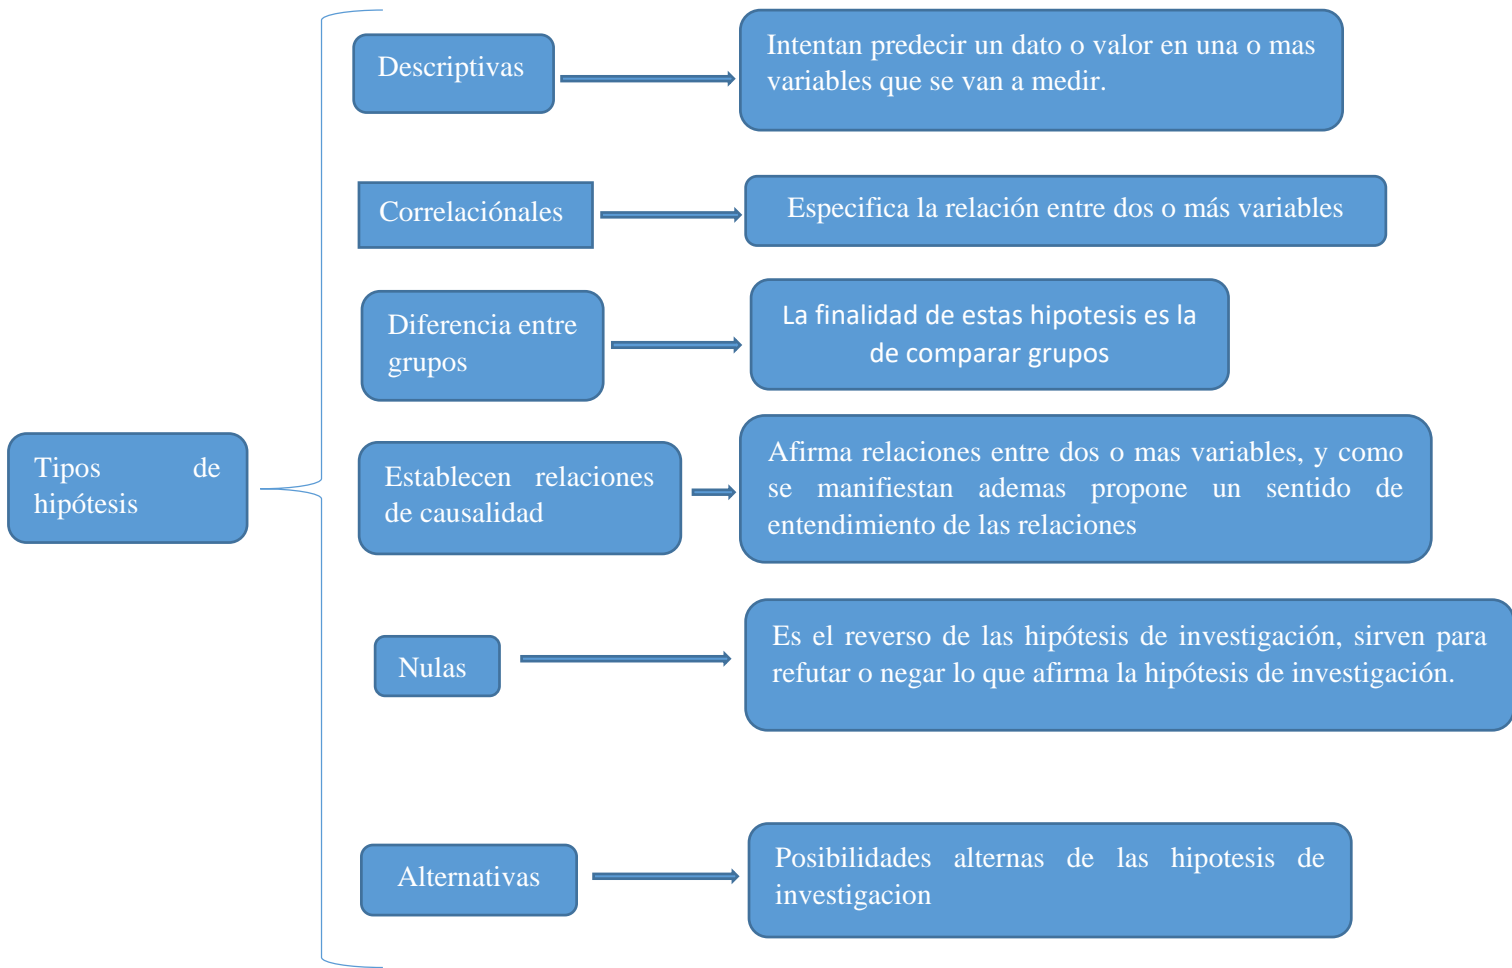 Descriptivas
Intentan predecir un dato o valor en una o mas
variables que se van a medir.
Correlaciónales
Especifica la relación entre dos o más variables
Diferencia entre
grupos
La finalidad de estas hipotesis es la
de comparar grupos
Tipos de
hipótesis
Establecen relaciones
de causalidad
Afirma relaciones entre dos o mas variables, y como
se manifiestan ademas propone un sentido de
entendimiento de las relaciones
Nulas
Es el reverso de las hipótesis de investigación, sirven para
refutar o negar lo que afirma la hipótesis de investigación.
Alternativas
Posibilidades alternas de las hipotesis de
investigacion